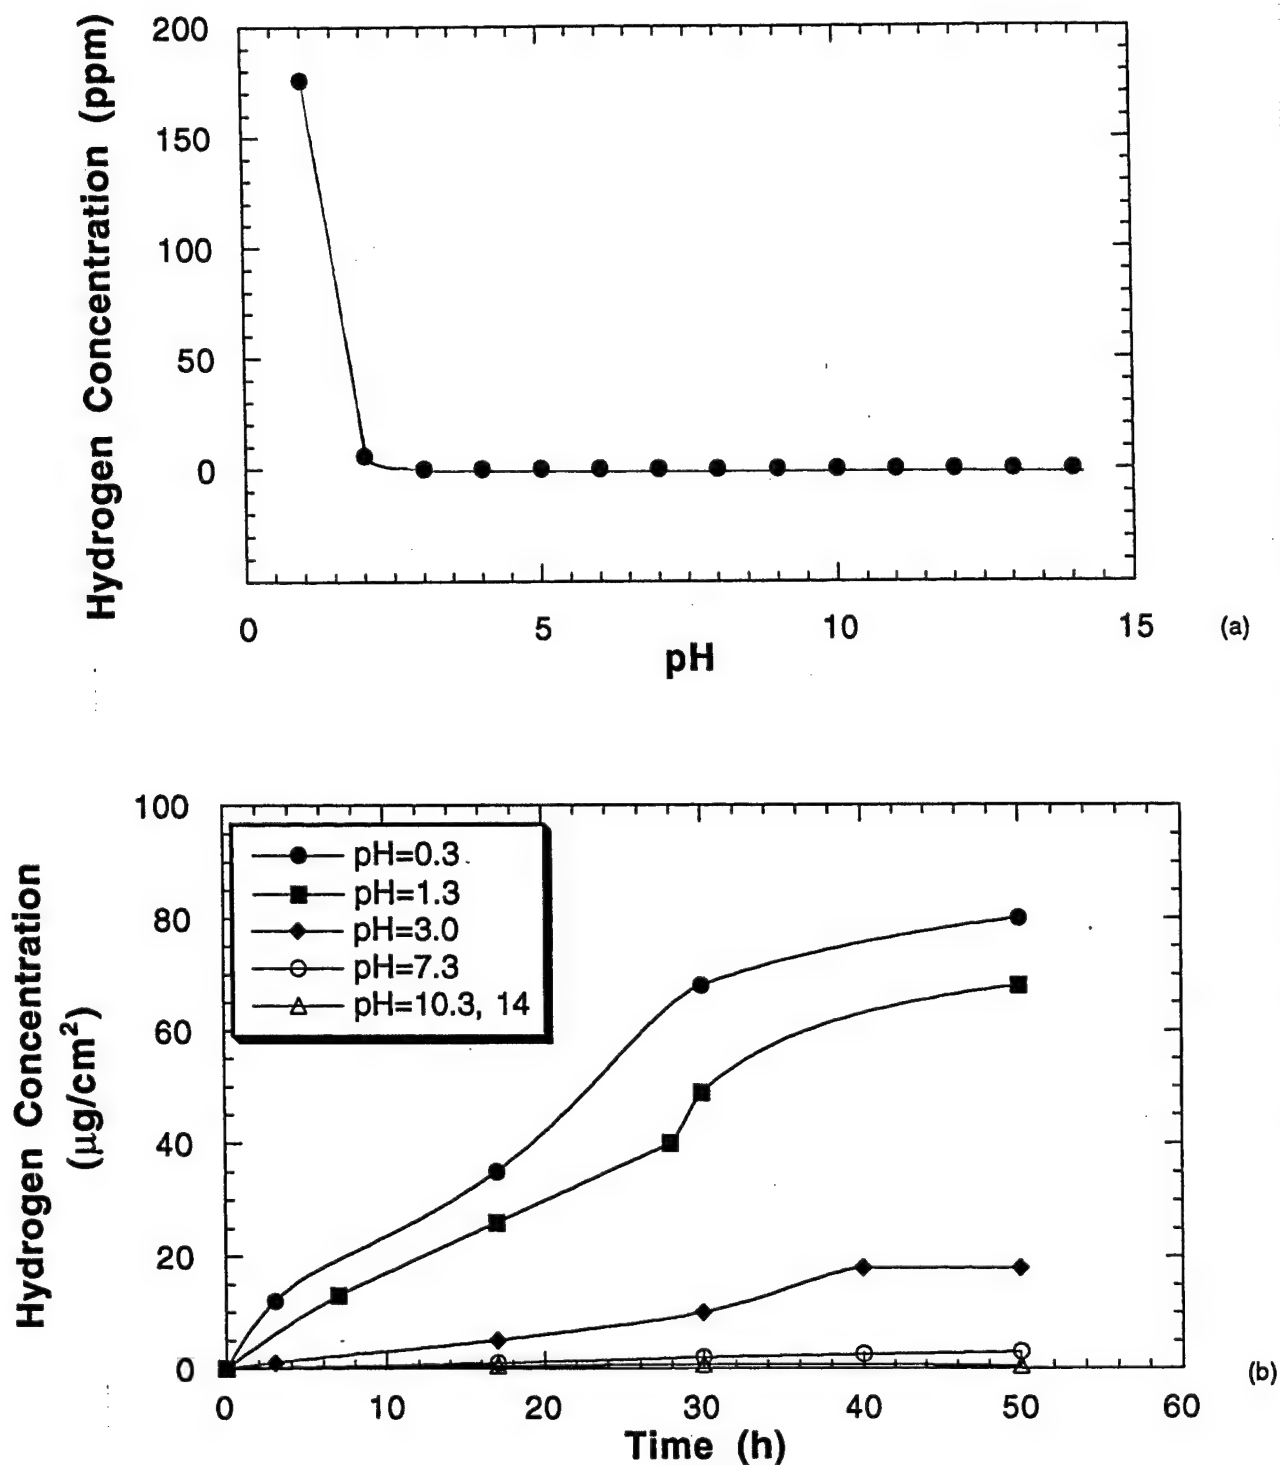 Hydrogen Concentration (ppm)
200
150
100
50
0
0 5 10 15
pH
(a)
Hydrogen Concentration
(μg/cm²)
100
80
60
40
20
0
pH=0.3
pH=1.3
pH=3.0
pH=7.3
pH=10.3, 14
0 10 20 30 40 50 60
Time (h)
(b)